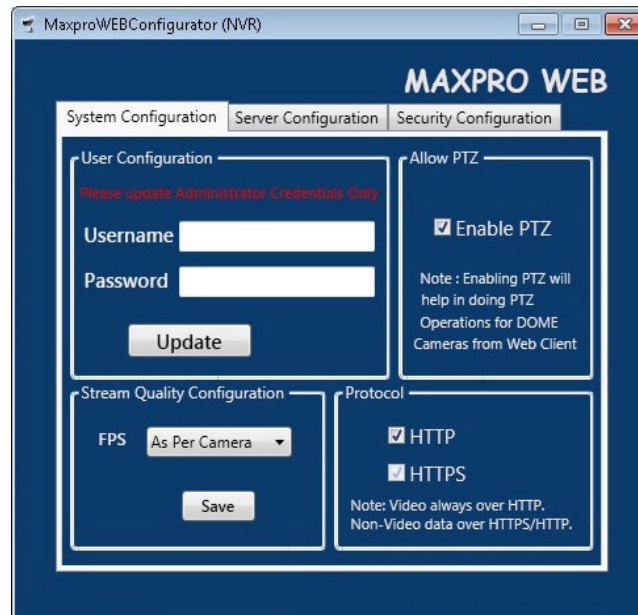 MaxproWEBConfigurator (NVR)
MAXPRO WEB
System Configuration
Server Configuration
Security Configuration
User Configuration
Please update Administrator Credentials Only
Username
Password
Update
Allow PTZ
Enable PTZ
Note : Enabling PTZ will
help in doing PTZ
Operations for DOME
Cameras from Web Client
Stream Quality Configuration
FPS
As Per Camera
Save
Protocol
HTTP
HTTPS
Note: Video always over HTTP.
Non-Video data over HTTPS/HTTP.